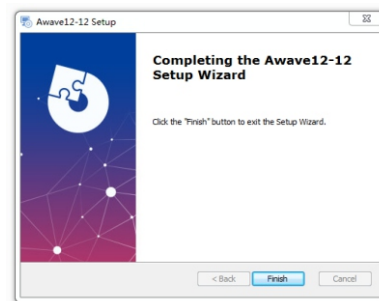 Awave12-12 Setup
Completing the Awave12-12
Setup Wizard
Click the "Finish" button to exit the Setup Wizard.
< Back
Finish
Cancel